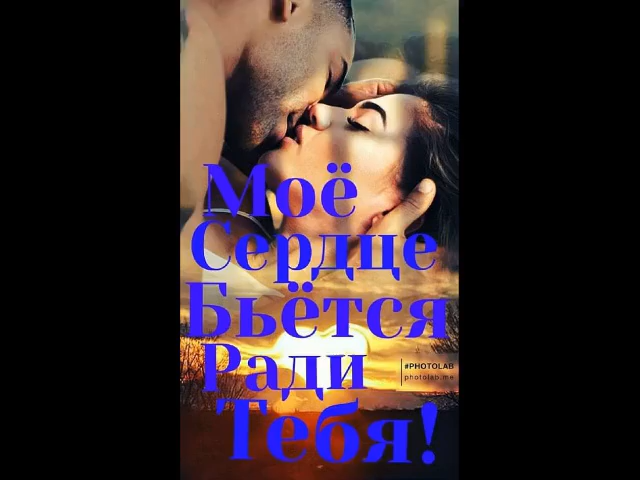 Моё
Сердце
Бьётся
Ради
#PHOTOLAB
photolab.me
Тебя!